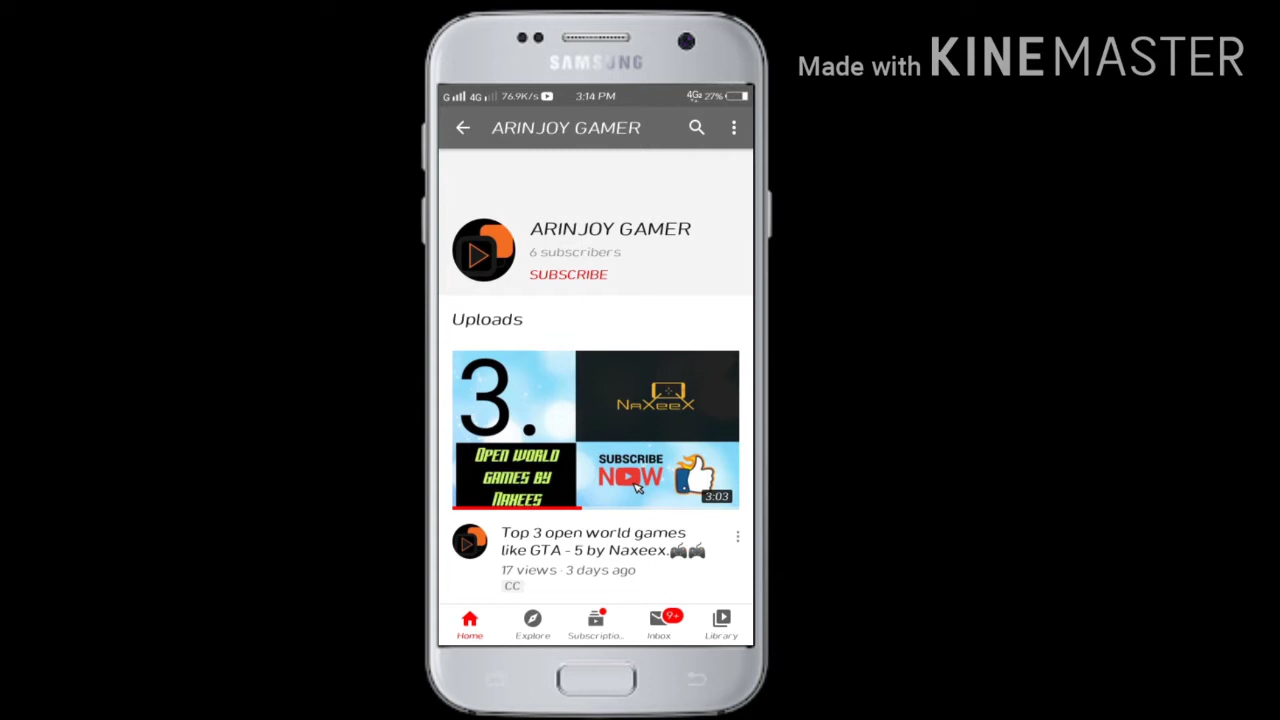 Made with KINEMASTER
SAMSUNG
G 4G 76.9K/s 3:14 PM 4G2 27%
ARINJOY GAMER
ARINJOY GAMER
6 subscribers
SUBSCRIBE
Uploads
3.
NAXEEX
OPEN WORLD
GAMES BY
NAXEES
SUBSCRIBE
NOW
3:03
Top 3 open world games
like GTA - 5 by Naxeex.🎮🎮
17 views · 3 days ago
CC
9+
Home Explore Subscriptio... Inbox Library